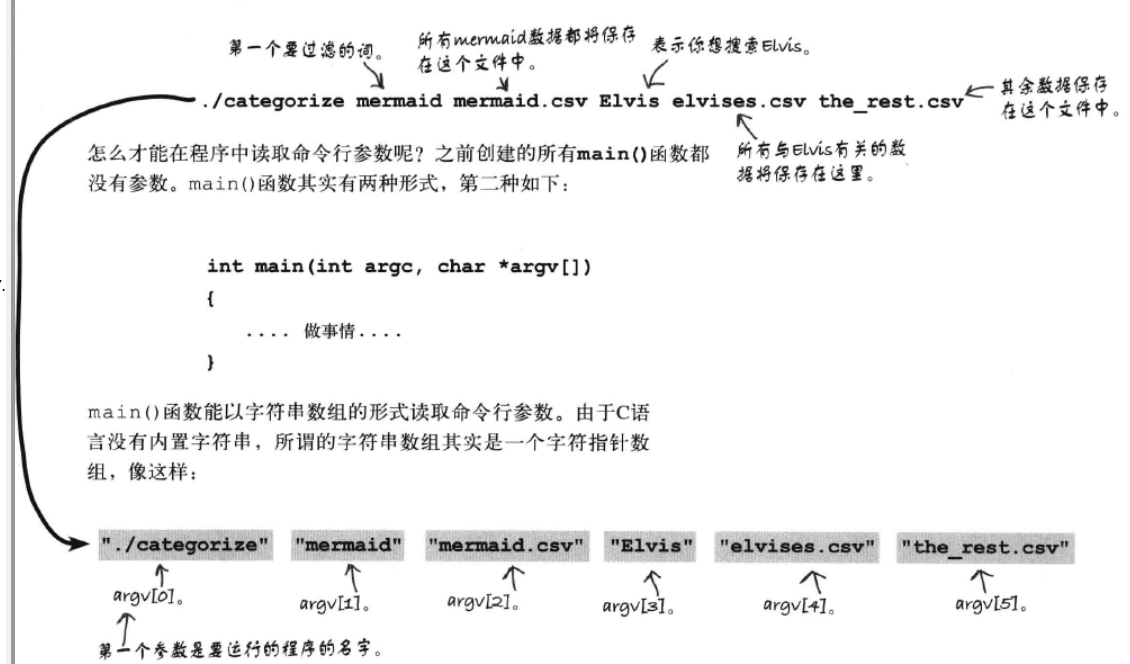 第一个要过滤的词。
所有mermaid数据都将保存
在这个文件中。
表示你想搜索Elvis。
./categorize mermaid mermaid.csv Elvis elvises.csv the_rest.csv
其余数据保存
在这个文件中。
所有与Elvis有关的数
据将保存在这里。
怎么才能在程序中读取命令行参数呢？之前创建的所有main()函数都
没有参数。main()函数其实有两种形式，第二种如下：
int main(int argc, char *argv[])
{
.... 做事情....
}
main()函数能以字符串数组的形式读取命令行参数。由于C语
言没有内置字符串，所谓的字符串数组其实是一个字符指针数
组，像这样：
"./categorize" "mermaid" "mermaid.csv" "Elvis" "elvises.csv" "the_rest.csv"
argv[0]。 argv[1]。 argv[2]。 argv[3]。 argv[4]。 argv[5]。
第一个参数是要运行的程序的名字。